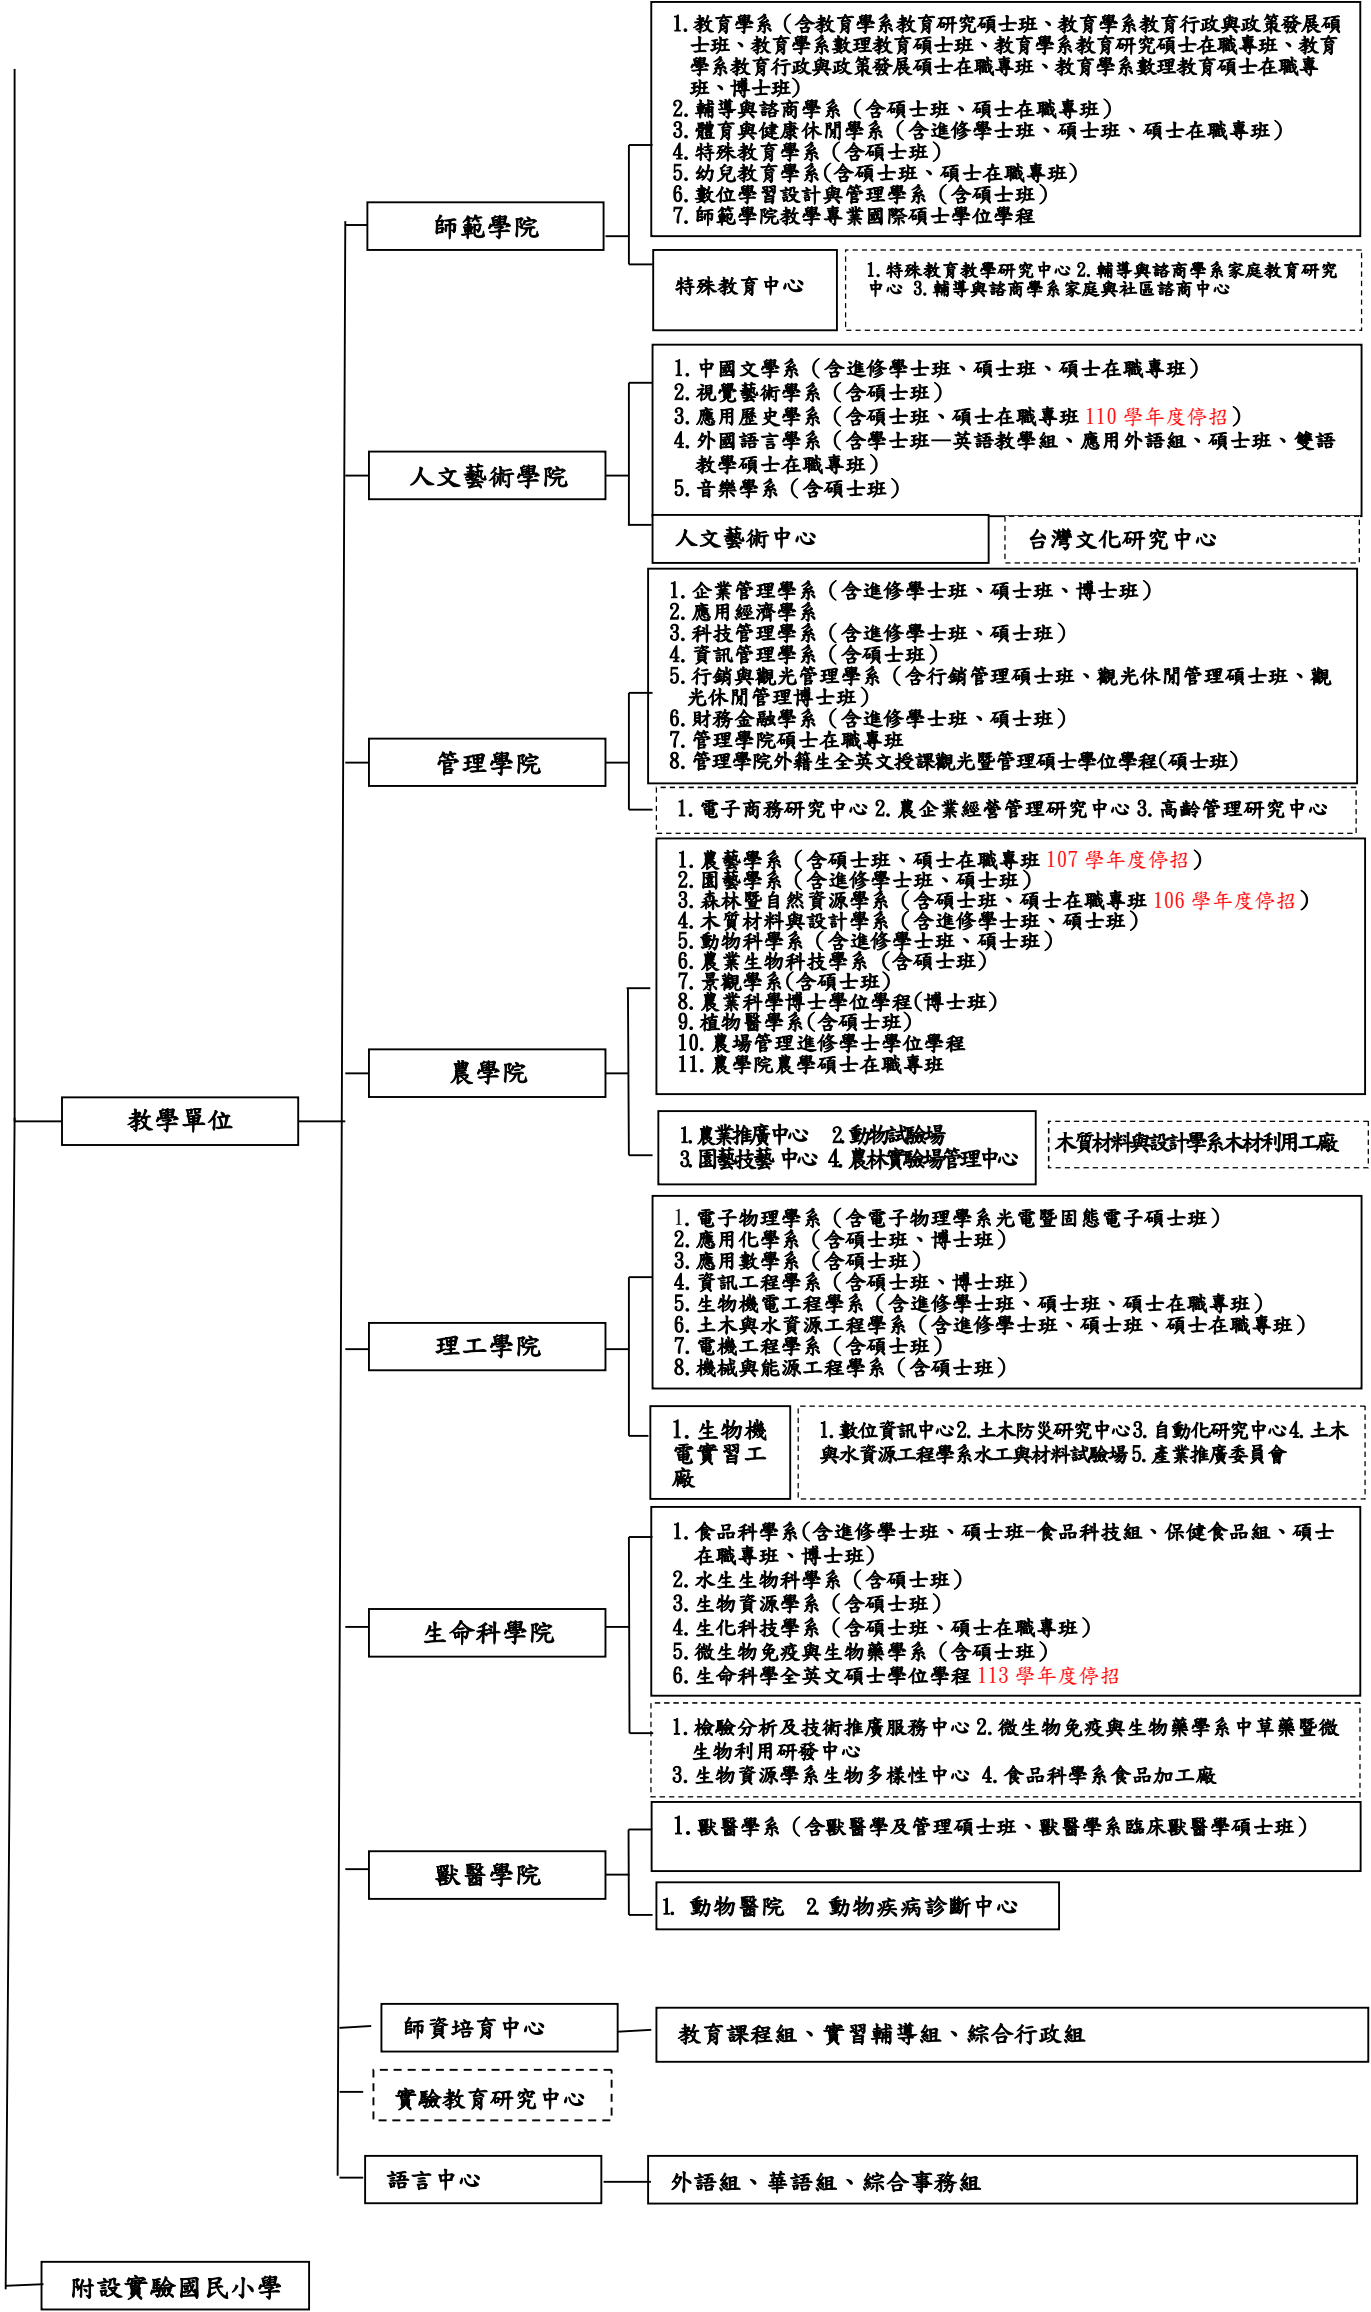 1.教育學系（含教育學系教育研究碩士班、教育學系教育行政與政策發展碩
士班、教育學系數理教育碩士班、教育學系教育研究碩士在職專班、教育
學系教育行政與政策發展碩士在職專班、教育學系數理教育碩士在職專
班、博士班）
2.輔導與諮商學系（含碩士班、碩士在職專班）
3.體育與健康休閒學系（含進修學士班、碩士班、碩士在職專班）
4.特殊教育學系（含碩士班）
5.幼兒教育學系(含碩士班、碩士在職專班)
6.數位學習設計與管理學系（含碩士班）
7.師範學院教學專業國際碩士學位學程
師範學院
特殊教育中心
1.特殊教育教學研究中心 2.輔導與諮商學系家庭教育研究
中心 3.輔導與諮商學系家庭與社區諮商中心
1.中國文學系（含進修學士班、碩士班、碩士在職專班）
2.視覺藝術學系（含碩士班）
3.應用歷史學系（含碩士班、碩士在職專班 110 學年度停招）
4.外國語言學系（含學士班—英語教學組、應用外語組、碩士班、雙語
教學碩士在職專班）
5.音樂學系（含碩士班）
人文藝術學院
人文藝術中心
台灣文化研究中心
1.企業管理學系（含進修學士班、碩士班、博士班）
2.應用經濟學系
3.科技管理學系（含進修學士班、碩士班）
4.資訊管理學系（含碩士班）
5.行銷與觀光管理學系（含行銷管理碩士班、觀光休閒管理碩士班、觀
光休閒管理博士班）
6.財務金融學系（含進修學士班、碩士班）
7.管理學院碩士在職專班
8.管理學院外籍生全英文授課觀光暨管理碩士學位學程(碩士班)
管理學院
1.電子商務研究中心 2.農企業經營管理研究中心 3.高齡管理研究中心
1.農藝學系（含碩士班、碩士在職專班 107 學年度停招）
2.園藝學系（含進修學士班、碩士班）
3.森林暨自然資源學系（含碩士班、碩士在職專班 106 學年度停招）
4.木質材料與設計學系（含進修學士班、碩士班）
5.動物科學系（含進修學士班、碩士班）
6.農業生物科技學系（含碩士班）
7.景觀學系(含碩士班)
8.農業科學博士學位學程(博士班)
9.植物醫學系(含碩士班)
10.農場管理進修學士學位學程
11.農學院農學碩士在職專班
農學院
教學單位
1.農業推廣中心 2.動物試驗場
3.園藝技藝 中心 4.農林實驗場管理中心
木質材料與設計學系木材利用工廠
1.電子物理學系（含電子物理學系光電暨固態電子碩士班）
2.應用化學系（含碩士班、博士班）
3.應用數學系（含碩士班）
4.資訊工程學系（含碩士班、博士班）
5.生物機電工程學系（含進修學士班、碩士班、碩士在職專班）
6.土木與水資源工程學系（含進修學士班、碩士班、碩士在職專班）
7.電機工程學系（含碩士班）
8.機械與能源工程學系（含碩士班）
理工學院
1.生物機
電實習工
廠
1.數位資訊中心2.土木防災研究中心3.自動化研究中心4.土木
與水資源工程學系水工與材料試驗場5.產業推廣委員會
1.食品科學系(含進修學士班、碩士班-食品科技組、保健食品組、碩士
在職專班、博士班)
2.水生生物科學系（含碩士班）
3.生物資源學系（含碩士班）
4.生化科技學系（含碩士班、碩士在職專班）
5.微生物免疫與生物藥學系（含碩士班）
6.生命科學全英文碩士學位學程 113 學年度停招
生命科學院
1.檢驗分析及技術推廣服務中心 2.微生物免疫與生物藥學系中草藥暨微
生物利用研發中心
3.生物資源學系生物多樣性中心 4.食品科學系食品加工廠
1.獸醫學系（含獸醫學及管理碩士班、獸醫學系臨床獸醫學碩士班）
獸醫學院
1. 動物醫院 2.動物疾病診斷中心
師資培育中心
教育課程組、實習輔導組、綜合行政組
實驗教育研究中心
語言中心
外語組、華語組、綜合事務組
附設實驗國民小學